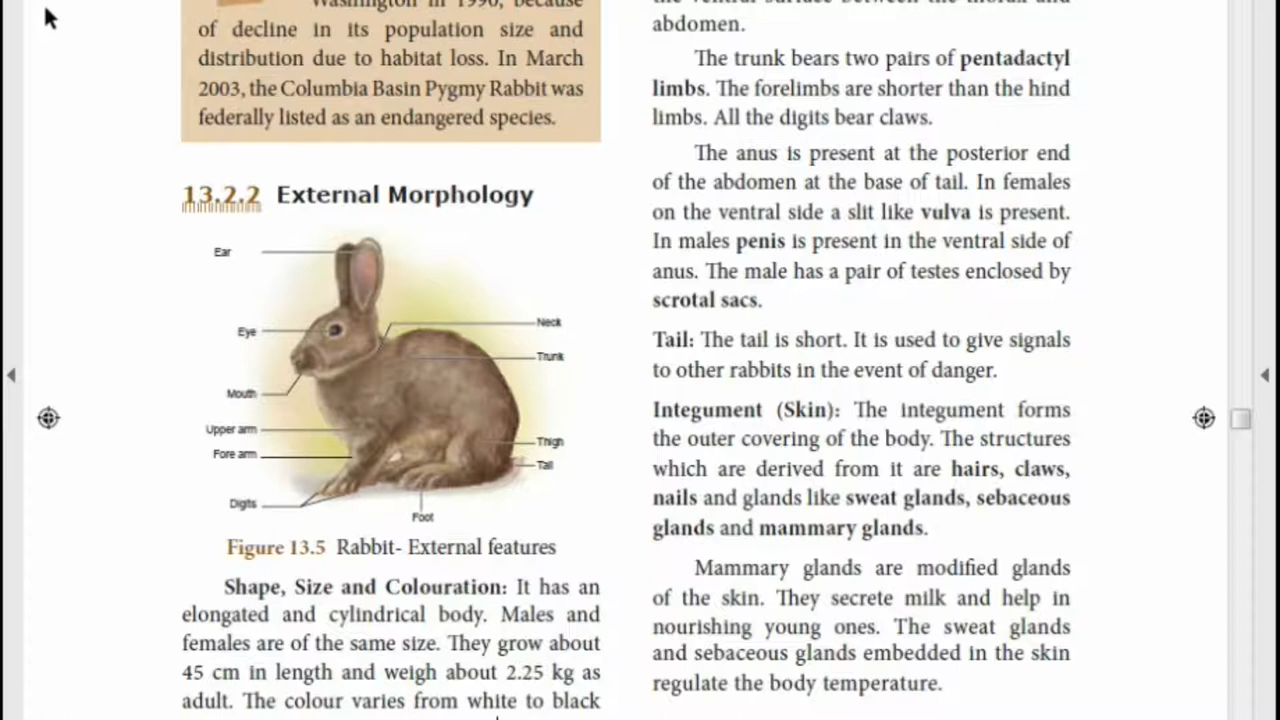 Washington in 1990, because
of decline in its population size and
distribution due to habitat loss. In March
2003, the Columbia Basin Pygmy Rabbit was
federally listed as an endangered species.
13.2.2 External Morphology
Ear
Eye
Neck
Trunk
Mouth
Upper arm
Fore arm
Thigh
Tail
Digits
Foot
Figure 13.5 Rabbit- External features
Shape, Size and Colouration: It has an
elongated and cylindrical body. Males and
females are of the same size. They grow about
45 cm in length and weigh about 2.25 kg as
adult. The colour varies from white to black
the ventral surface between the thorax and
abdomen.
The trunk bears two pairs of pentadactyl
limbs. The forelimbs are shorter than the hind
limbs. All the digits bear claws.
The anus is present at the posterior end
of the abdomen at the base of tail. In females
on the ventral side a slit like vulva is present.
In males penis is present in the ventral side of
anus. The male has a pair of testes enclosed by
scrotal sacs.
Tail: The tail is short. It is used to give signals
to other rabbits in the event of danger.
Integument (Skin): The integument forms
the outer covering of the body. The structures
which are derived from it are hairs, claws,
nails and glands like sweat glands, sebaceous
glands and mammary glands.
Mammary glands are modified glands
of the skin. They secrete milk and help in
nourishing young ones. The sweat glands
and sebaceous glands embedded in the skin
regulate the body temperature.